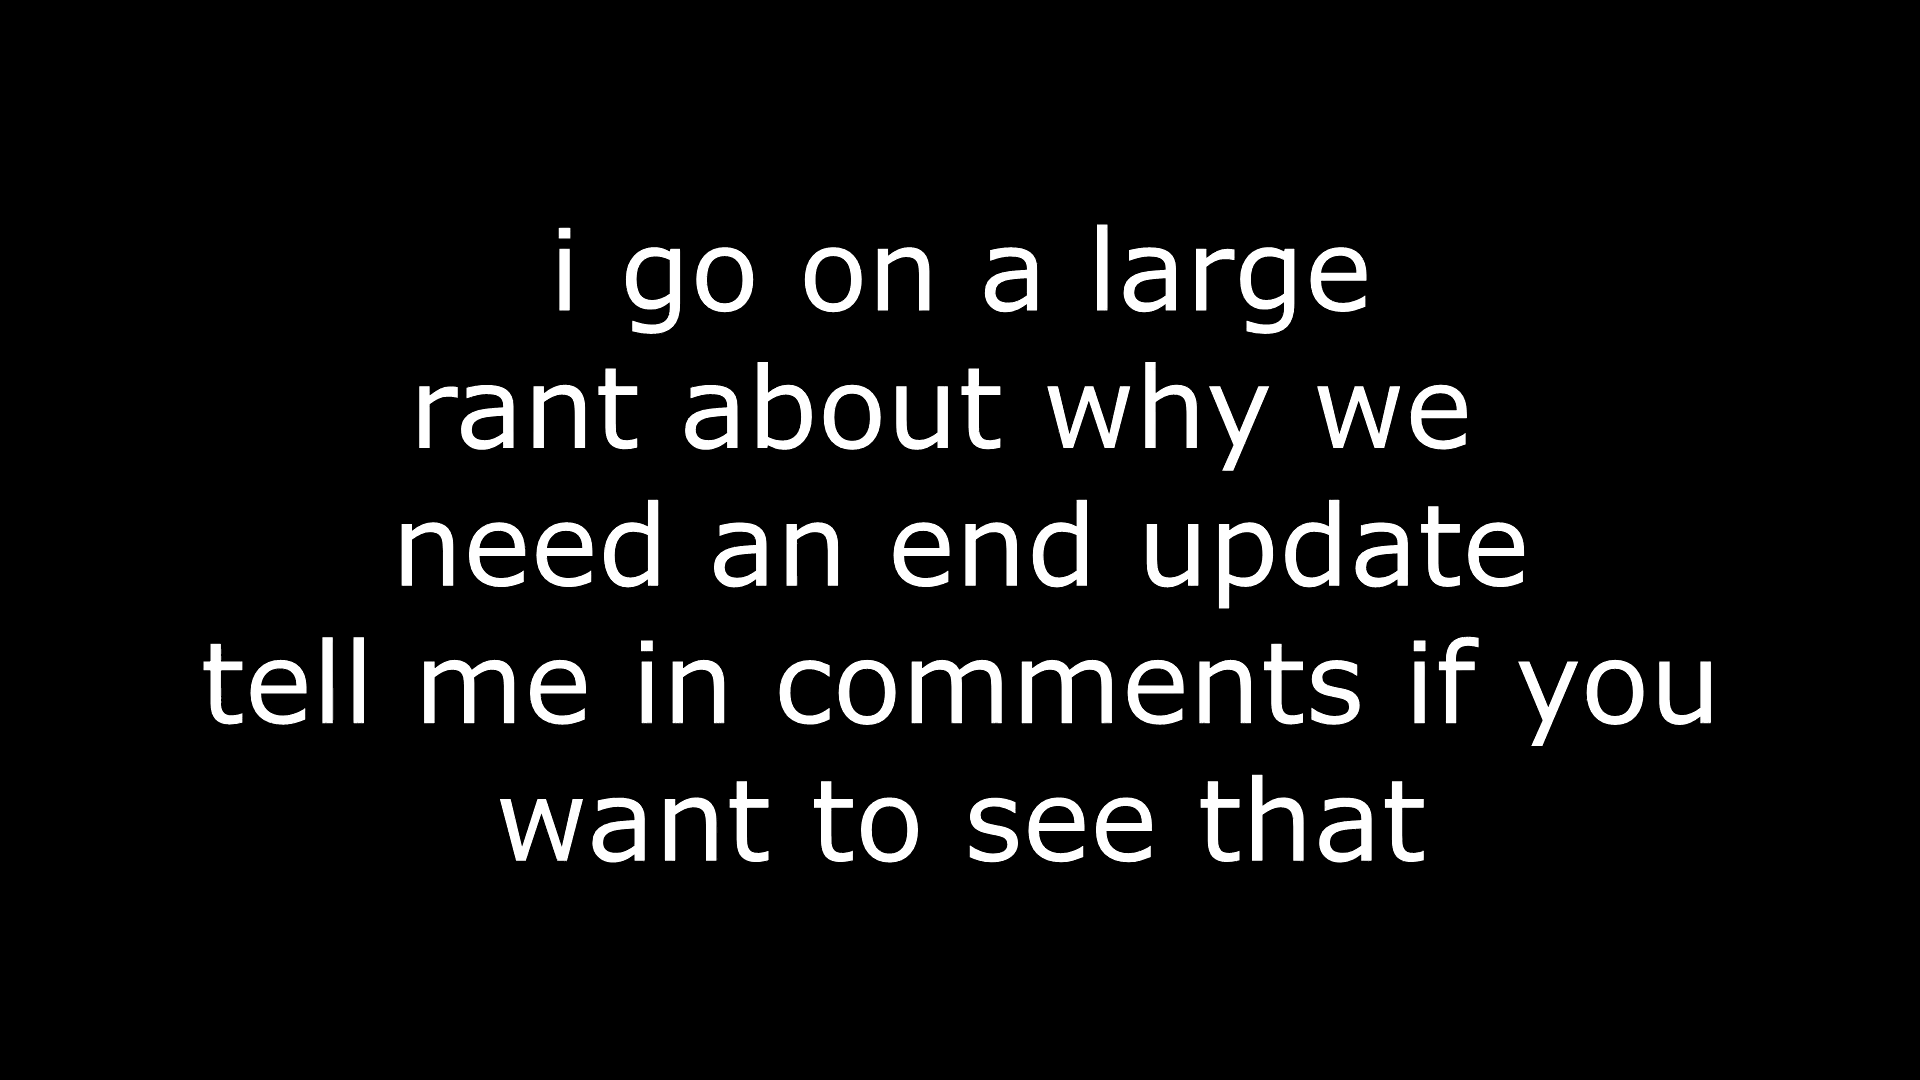 i go on a large
rant about why we
need an end update
tell me in comments if you
want to see that